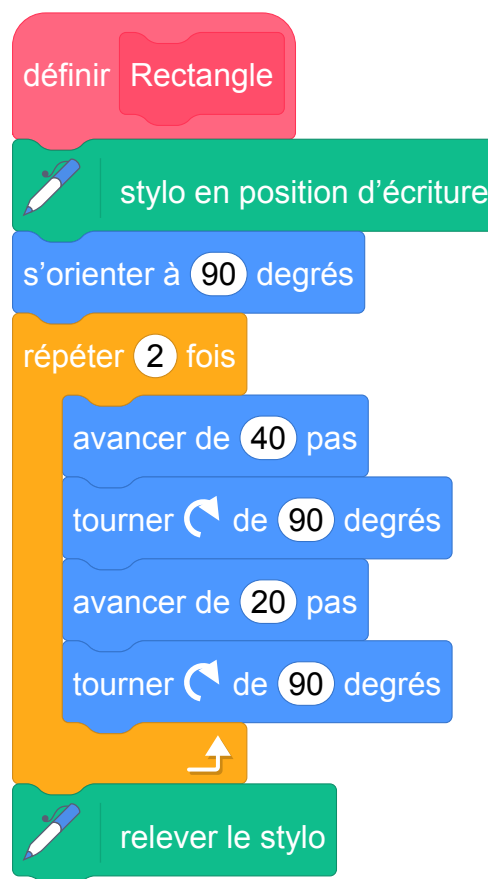 définir Rectangle
stylo en position d’écriture
s’orienter à 90 degrés
répéter 2 fois
avancer de 40 pas
tourner de 90 degrés
avancer de 20 pas
tourner de 90 degrés
relever le stylo